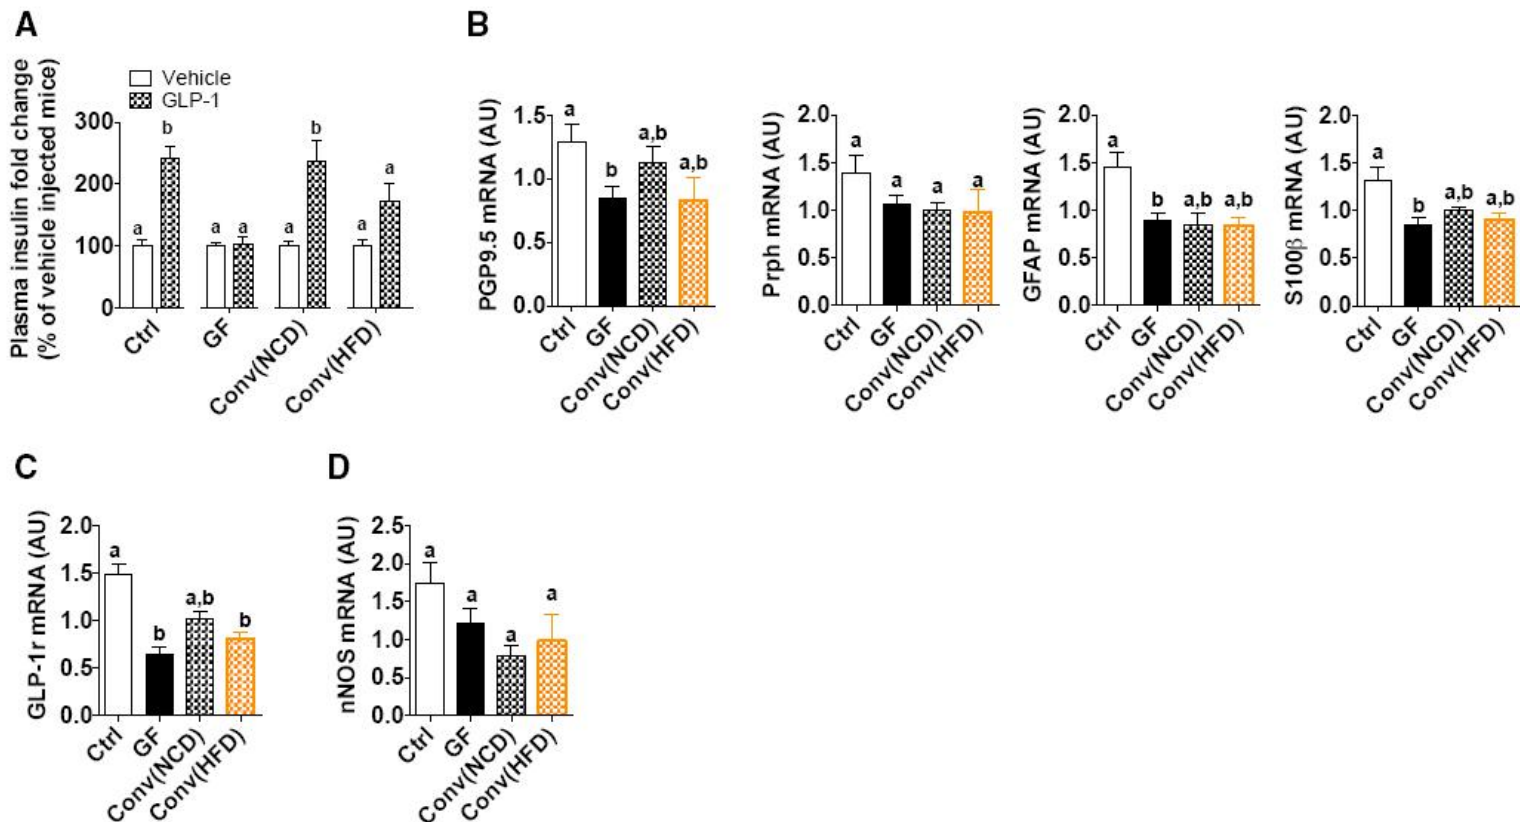 A
Plasma insulin fold change
(% of vehicle injected mice)
Vehicle
GLP-1
300
200
100
0
a
b
a
a
a
b
a
a
Ctrl
GF
Conv(NCD)
Conv(HFD)
B
PGP9.5 mRNA (AU)
1.5
1.0
0.5
0.0
a
b
a,b
a,b
Ctrl
GF
Conv(NCD)
Conv(HFD)
Prph mRNA (AU)
2.0
1.5
1.0
0.5
0.0
a
a
a
a
Ctrl
GF
Conv(NCD)
Conv(HFD)
GFAP mRNA (AU)
2.0
1.5
1.0
0.5
0.0
a
b
a,b
a,b
Ctrl
GF
Conv(NCD)
Conv(HFD)
S100β mRNA (AU)
2.0
1.5
1.0
0.5
0.0
a
b
a,b
a,b
Ctrl
GF
Conv(NCD)
Conv(HFD)
C
GLP-1r mRNA (AU)
2.0
1.5
1.0
0.5
0.0
a
b
a,b
b
Ctrl
GF
Conv(NCD)
Conv(HFD)
D
nNOS mRNA (AU)
2.5
2.0
1.5
1.0
0.5
0.0
a
a
a
a
Ctrl
GF
Conv(NCD)
Conv(HFD)